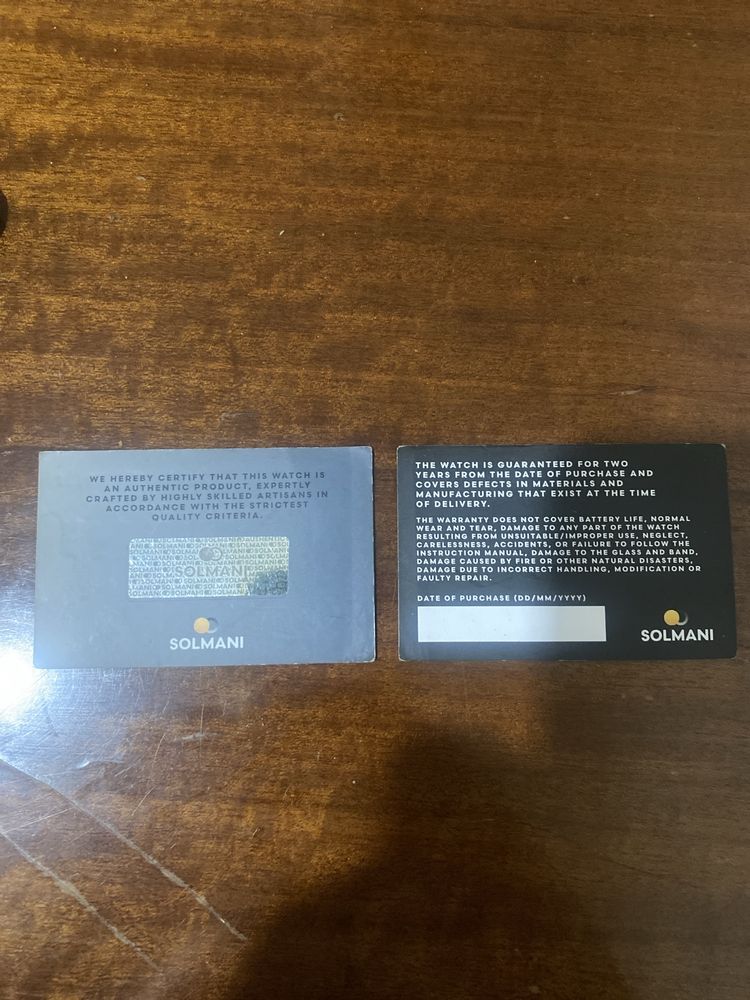 WE HEREBY CERTIFY THAT THIS WATCH IS
AN AUTHENTIC PRODUCT, EXPERTLY
CRAFTED BY HIGHLY SKILLED ARTISANS IN
ACCORDANCE WITH THE STRICTEST
QUALITY CRITERIA.
SOLMANI
SOLMANI
THE WATCH IS GUARANTEED FOR TWO
YEARS FROM THE DATE OF PURCHASE AND
COVERS DEFECTS IN MATERIALS AND
MANUFACTURING THAT EXIST AT THE TIME
OF DELIVERY.
THE WARRANTY DOES NOT COVER BATTERY LIFE, NORMAL
WEAR AND TEAR, DAMAGE TO ANY PART OF THE WATCH
RESULTING FROM UNSUITABLE/IMPROPER USE, NEGLECT,
CARELESSNESS, ACCIDENTS, OR FAILURE TO FOLLOW THE
INSTRUCTION MANUAL, DAMAGE TO THE GLASS AND BAND,
DAMAGE CAUSED BY FIRE OR OTHER NATURAL DISASTERS,
DAMAGE DUE TO INCORRECT HANDLING, MODIFICATION OR
FAULTY REPAIR.
DATE OF PURCHASE (DD/MM/YYYY)
SOLMANI